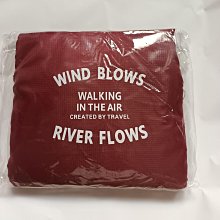 WIND BLOWS
WALKING
IN THE AIR
CREATED BY TRAVEL
RIVER FLOWS